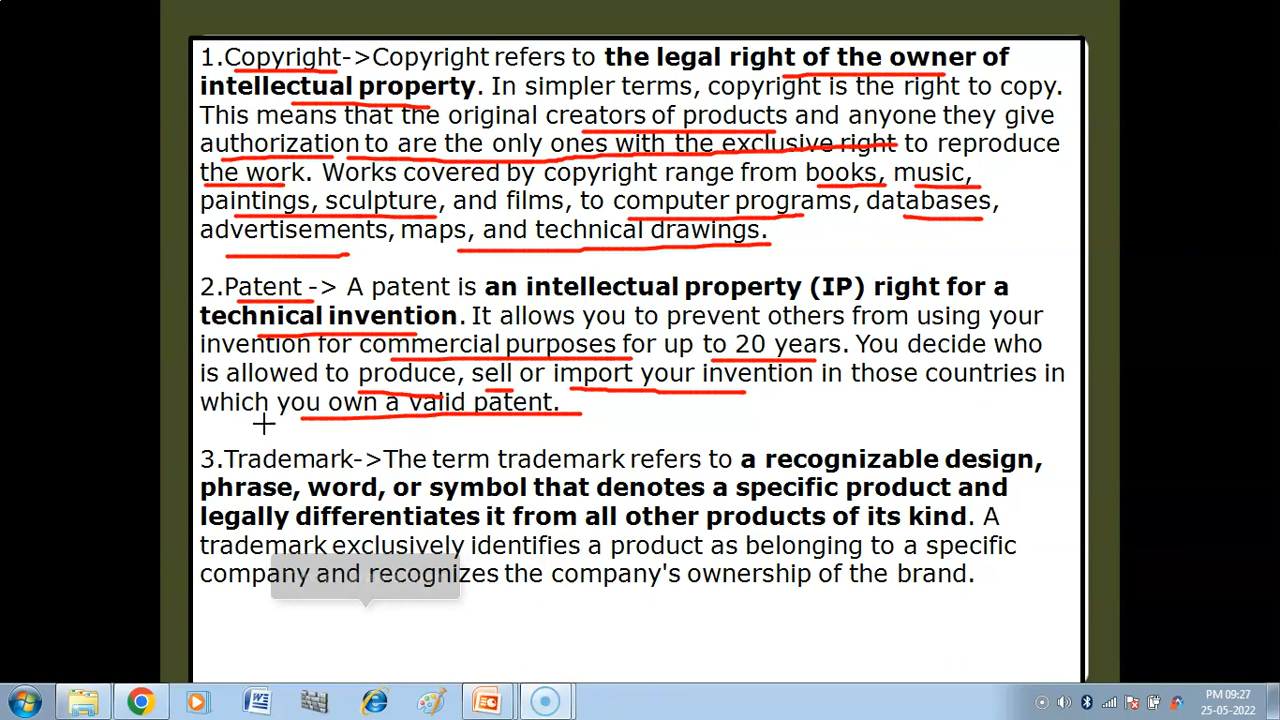 1.Copyright->Copyright refers to the legal right of the owner of
intellectual property. In simpler terms, copyright is the right to copy.
This means that the original creators of products and anyone they give
authorization to are the only ones with the exclusive right to reproduce
the work. Works covered by copyright range from books, music,
paintings, sculpture, and films, to computer programs, databases,
advertisements, maps, and technical drawings.
2.Patent -> A patent is an intellectual property (IP) right for a
technical invention. It allows you to prevent others from using your
invention for commercial purposes for up to 20 years. You decide who
is allowed to produce, sell or import your invention in those countries in
which you own a valid patent.
3.Trademark->The term trademark refers to a recognizable design,
phrase, word, or symbol that denotes a specific product and
legally differentiates it from all other products of its kind. A
trademark exclusively identifies a product as belonging to a specific
company and recognizes the company's ownership of the brand.
PM 09:27
25-05-2022